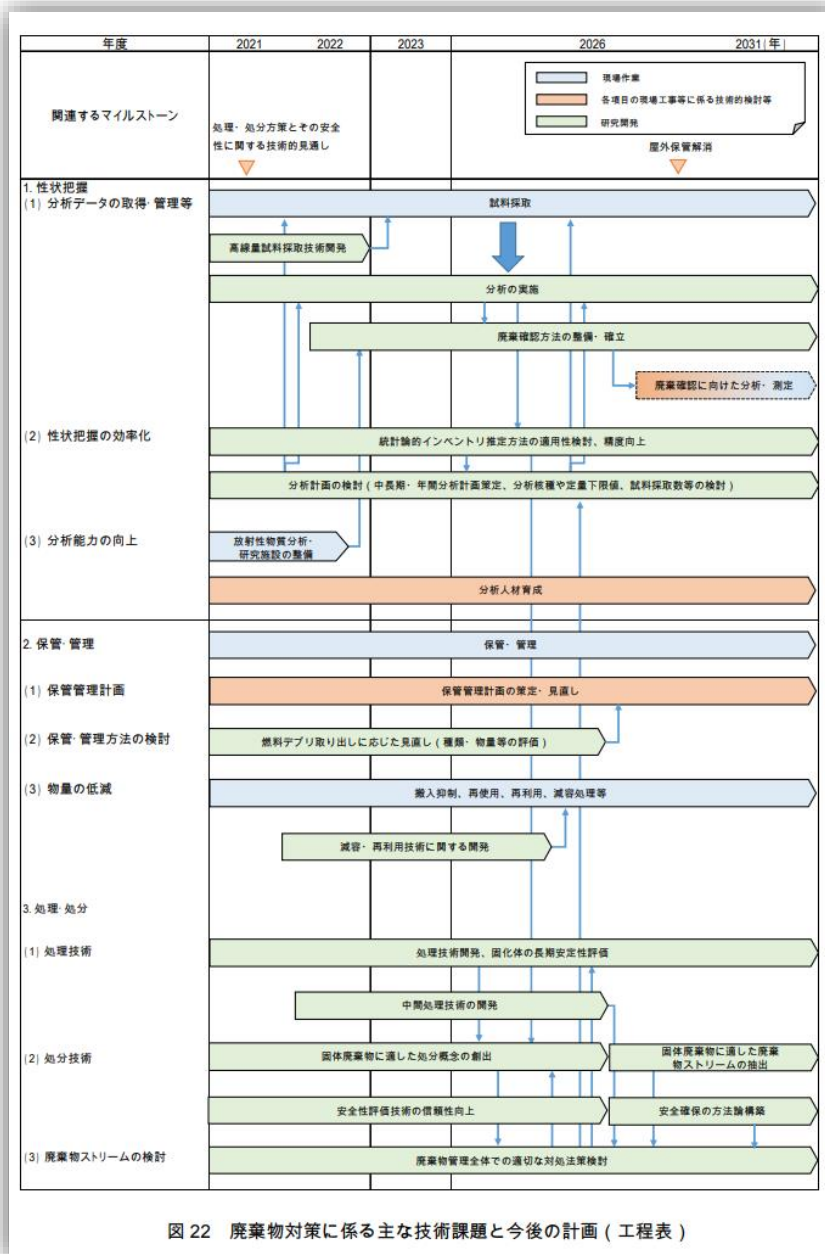 年度 2021 2022 2023 2026 2031(年)
現場作業
各項目の現場工事等に係る技術的検討等
研究開発
関連するマイルストーン
処理・処分方策とその安全
性に関する技術的見通し
屋外保管解消
1. 性状把握
(1) 分析データの取得・管理等
試料採取
高線量試料採取技術開発
分析の実施
廃棄確認方法の整備・確立
廃棄確認に向けた分析・測定
(2) 性状把握の効率化
統計論的インベントリ推定方法の適用性検討、精度向上
分析計画の検討(中長期・年間分析計画策定、分析核種や定量下限値、試料採取数等の検討)
(3) 分析能力の向上
放射性物質分析・
研究施設の整備
分析人材育成
2. 保管・管理
保管・管理
(1) 保管管理計画
保管管理計画の策定・見直し
(2) 保管・管理方法の検討
燃料デブリ取り出しに応じた見直し(種類・物量等の評価)
(3) 物量の低減
搬入抑制、再使用、再利用、減容処理等
減容・再利用技術に関する開発
3. 処理・処分
(1) 処理技術
処理技術開発、固化体の長期安定性評価
中間処理技術の開発
(2) 処分技術
固体廃棄物に適した処分概念の創出
固体廃棄物に適した廃棄
物ストリームの抽出
安全性評価技術の信頼性向上
安全確保の方法論構築
(3) 廃棄物ストリームの検討
廃棄物管理全体での適切な対処法策検討
図 22 廃棄物対策に係る主な技術課題と今後の計画(工程表)